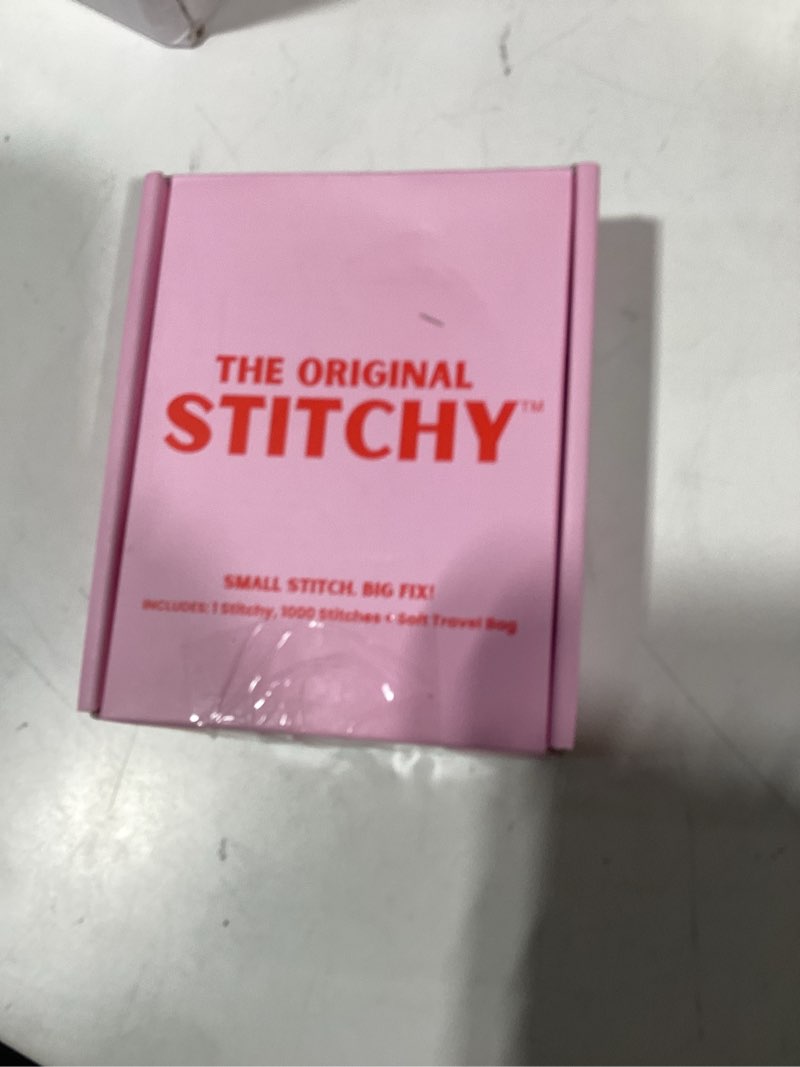 THE ORIGINAL
STITCHY™
SMALL STITCH. BIG FIX!
INCLUDES: 1 Stitchy, 1000 Stitches + Soft Travel Bag